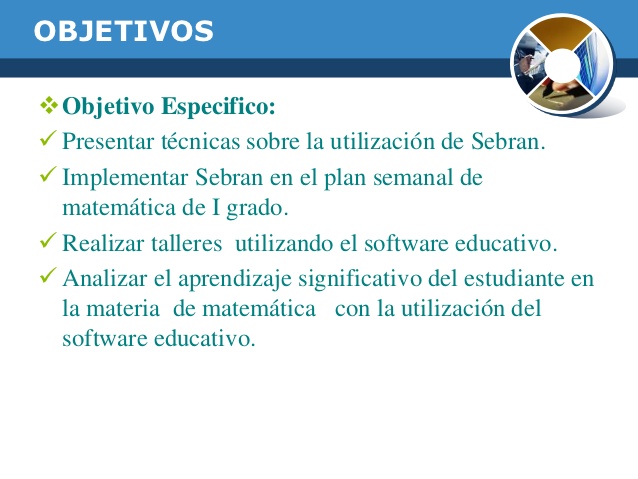 OBJETIVOS
Objetivo Especifico:
Presentar técnicas sobre la utilización de Sebran.
Implementar Sebran en el plan semanal de
matemática de I grado.
Realizar talleres  utilizando el software educativo.
Analizar el aprendizaje significativo del estudiante en
la materia  de matemática   con la utilización del
software educativo.